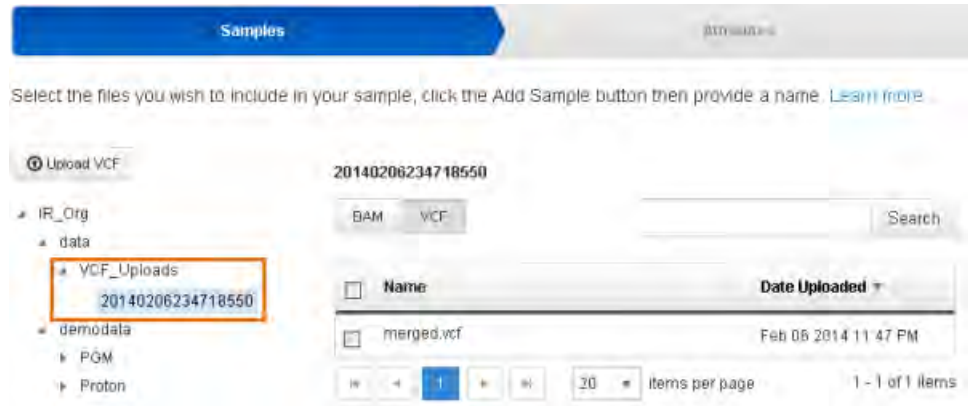 Samples
Attributes
Select the files you wish to include in your sample, click the Add Sample button then provide a name. Learn more
Upload VCF
IR_Org
data
VCF_Uploads
20140206234718550
demodata
PGM
Proton
20140206234718550
BAM VCF
Search
Name Date Uploaded
merged.vcf Feb 06 2014 11:47 PM
1 20 items per page 1 - 1 of 1 items